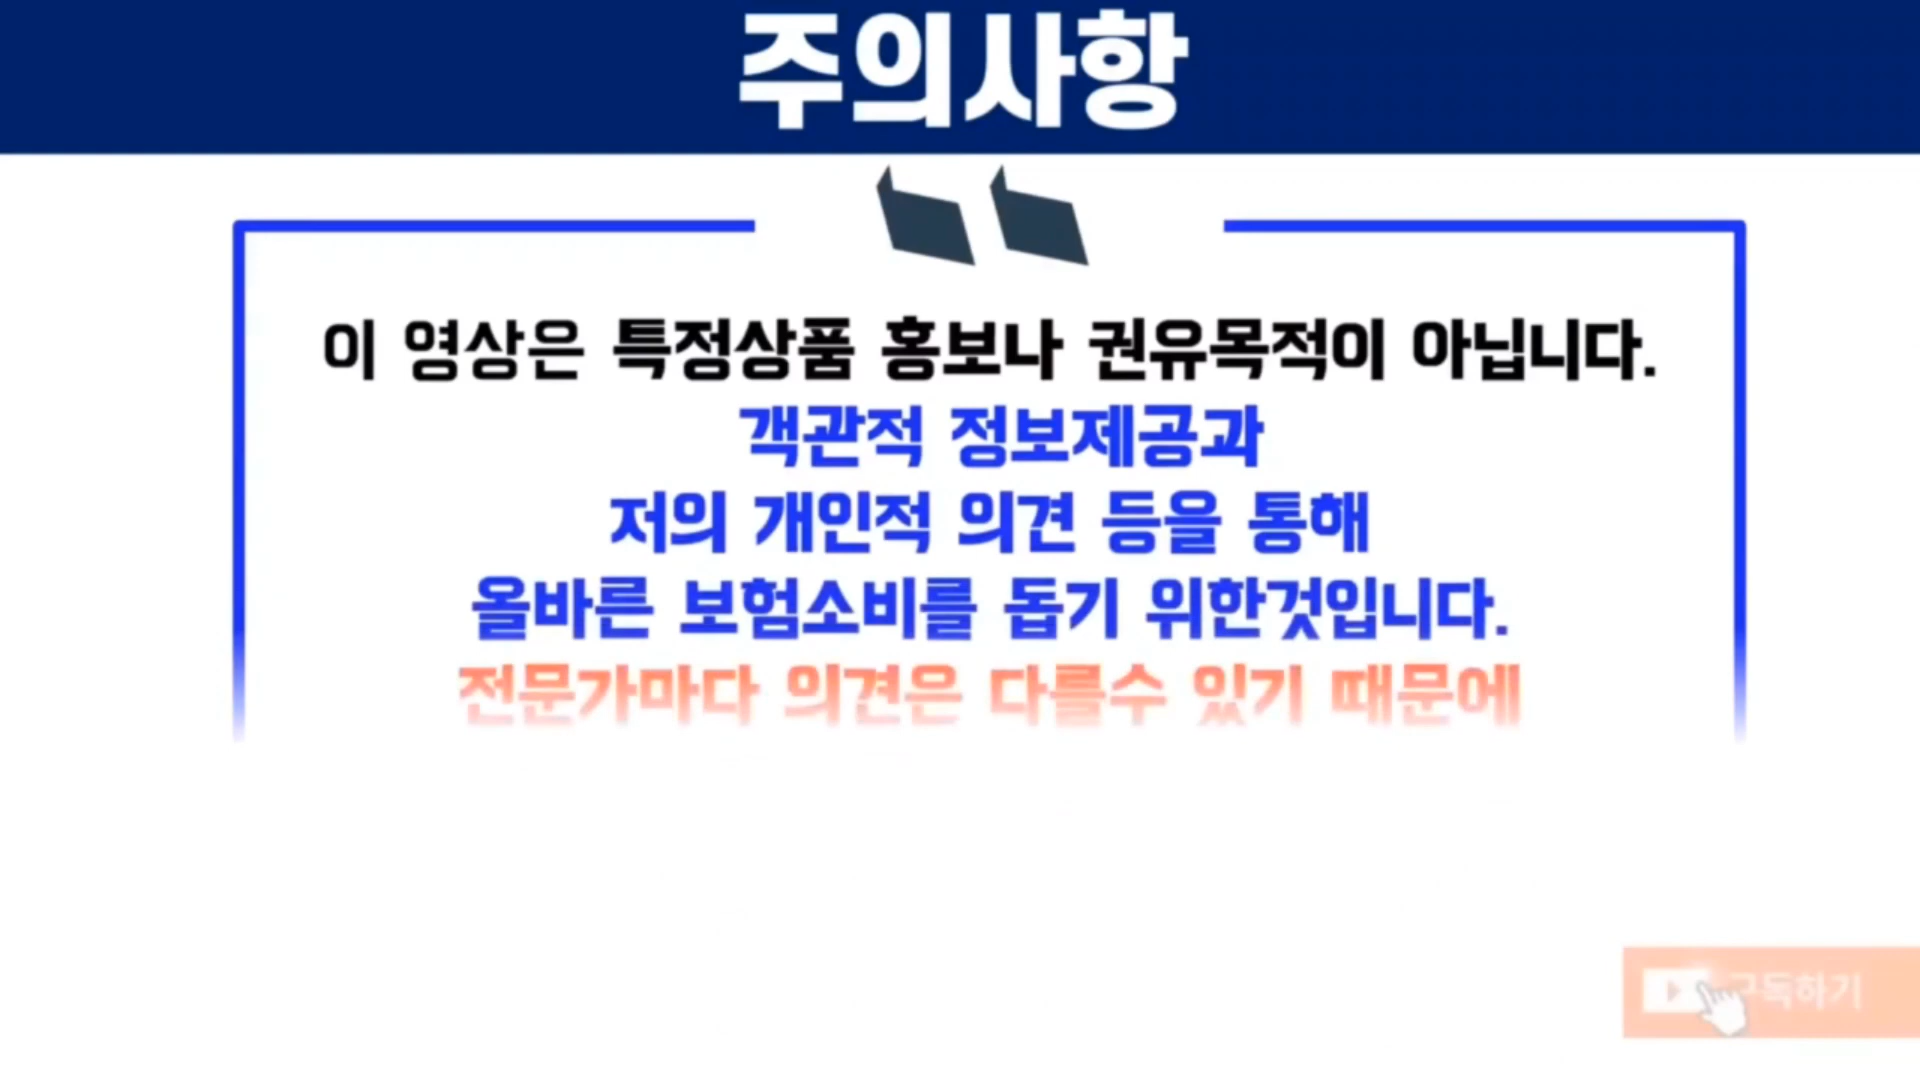 주의사항
이 영상은 특정상품 홍보나 권유목적이 아닙니다.
객관적 정보제공과
저의 개인적 의견 등을 통해
올바른 보험소비를 돕기 위한것입니다.
전문가마다 의견은 다를수 있기 때문에
구독하기